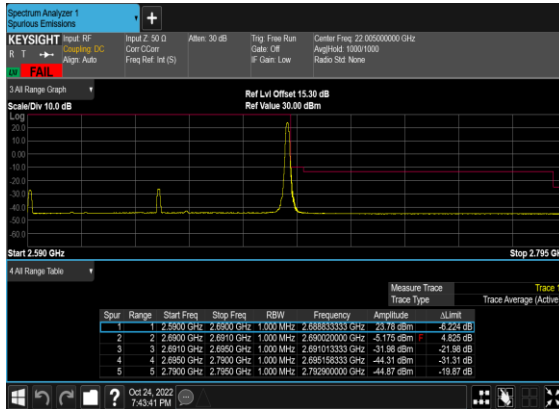 Spectrum Analyzer 1
Spurious Emissions
KEYSIGHT Input: RF Input Z: 50 Ω Atten: 30 dB Trig: Free Run Center Freq: 22.005000000 GHz
R T Coupling: DC Corr CCorr Gate: Off Avg|Hold: 1000/1000
Align: Auto Freq Ref: Int (S) IF Gain: Low Radio Std: None
LV FAIL
3 All Range Graph
Ref Lvl Offset 15.30 dB
Scale/Div 10.0 dB Ref Value 30.00 dBm
Log
20.0
10.0
0.00
-10.0
-20.0
-30.0
-40.0
-50.0
-60.0
Start 2.590 GHz Stop 2.795 GH
4 All Range Table
Measure Trace Trace 1
Trace Type Trace Average (Active
Spur Range Start Freq Stop Freq RBW Frequency Amplitude ΔLimit
1 1 2.5900 GHz 2.6900 GHz 1.000 MHz 2.688833333 GHz 23.78 dBm -6.224 dB
2 2 2.6900 GHz 2.6910 GHz 1.000 MHz 2.690020000 GHz -5.175 dBm F 4.825 dB
3 3 2.6910 GHz 2.6950 GHz 1.000 MHz 2.691013333 GHz -31.98 dBm -21.98 dB
4 4 2.6950 GHz 2.7900 GHz 1.000 MHz 2.695158333 GHz -44.31 dBm -31.31 dB
5 5 2.7900 GHz 2.7950 GHz 1.000 MHz 2.792900000 GHz -44.87 dBm -19.87 dB
? Oct 24, 2022
7:43:41 PM